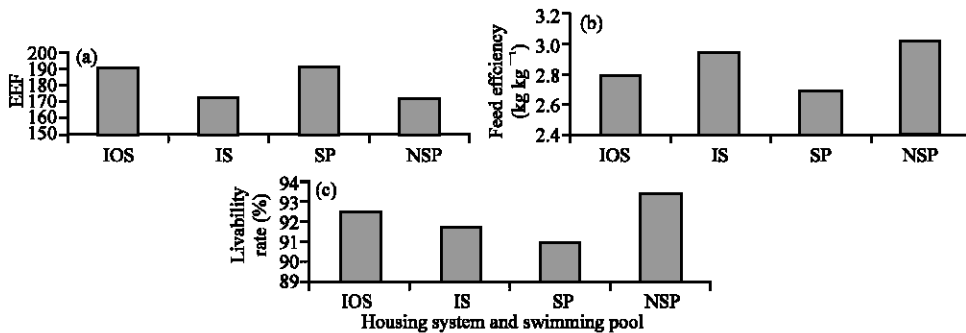 (a)
EEF
200
190
180
170
160
150
IOS IS SP NSP
(b)
Feed effciency
(kg kg⁻¹)
3.2
3.0
2.8
2.6
2.4
IOS IS SP NSP
(c)
Livability
rate (%)
94
93
92
91
90
89
IOS IS SP NSP
Housing system and swimming pool